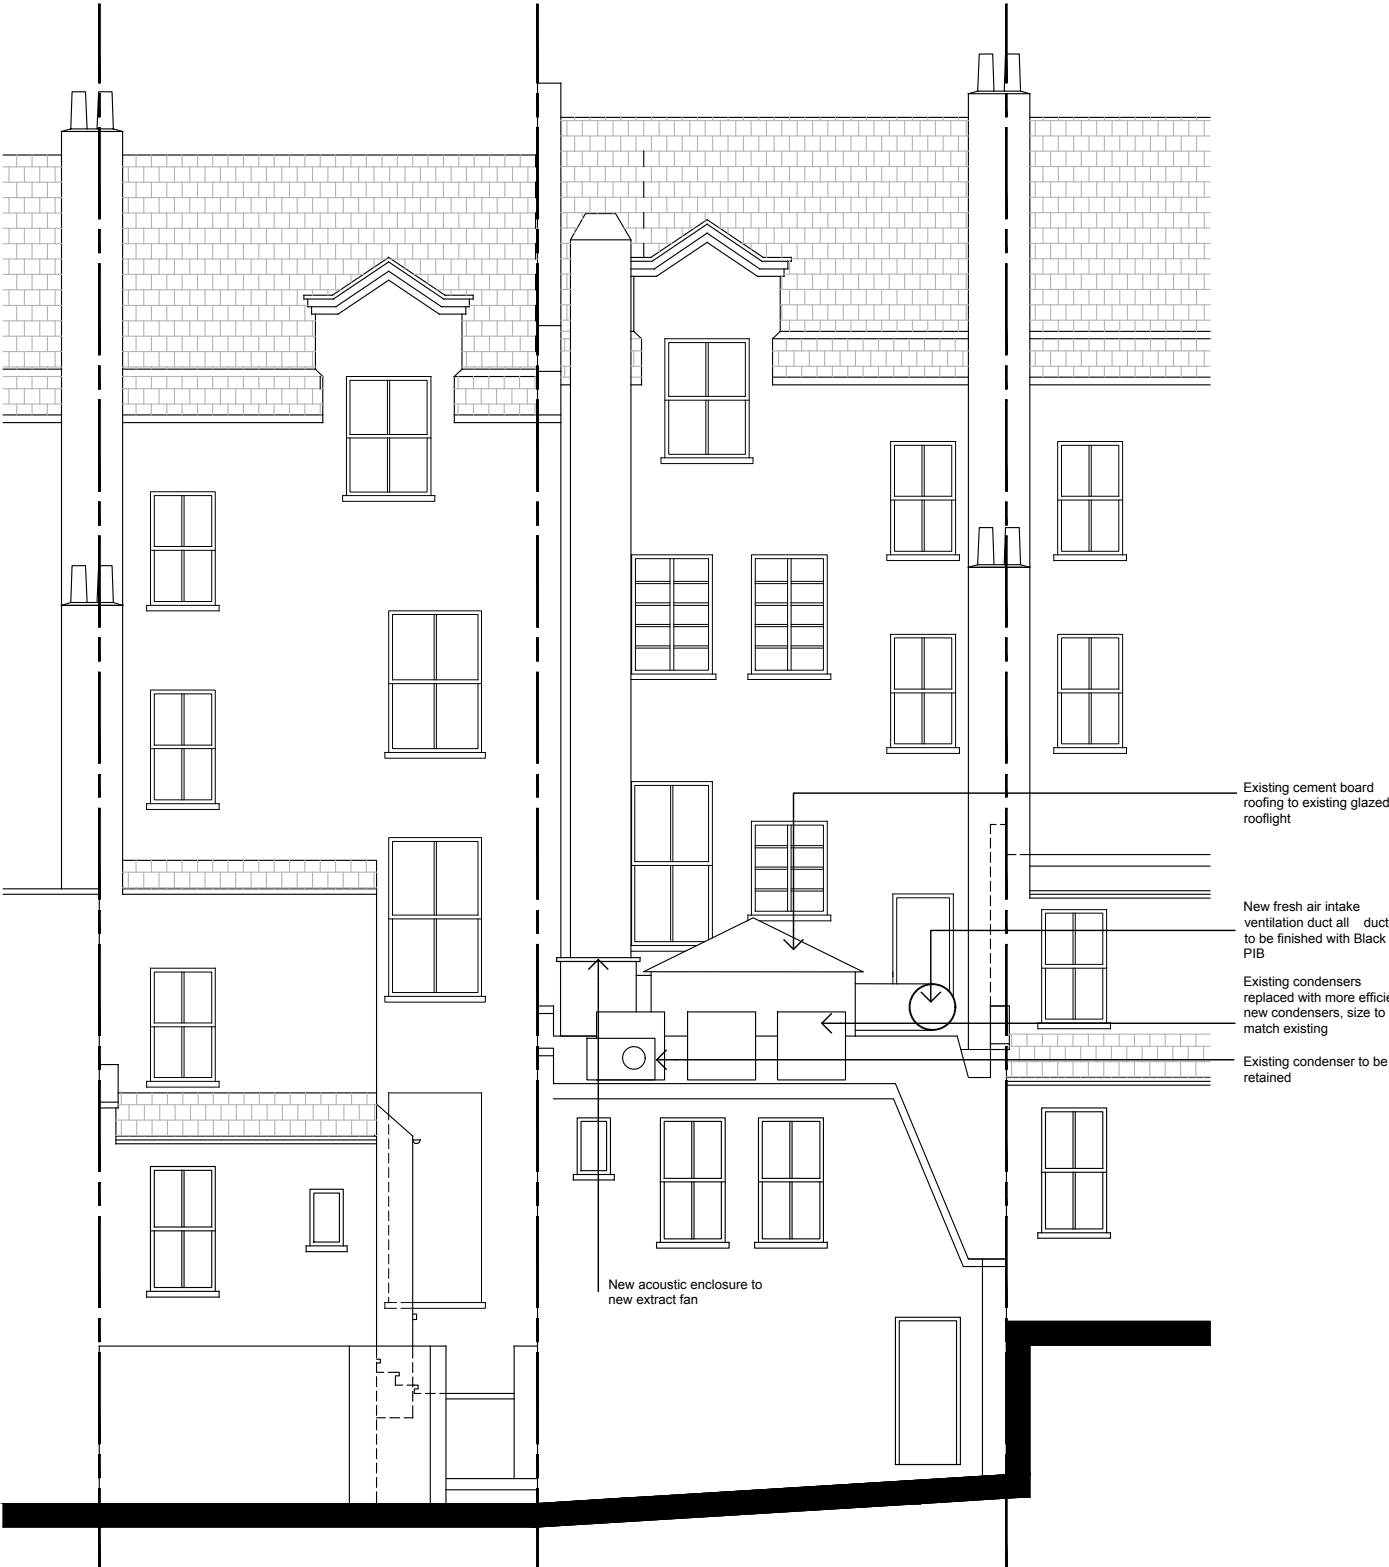 Existing cement board
roofing to existing glazed
rooflight
New fresh air intake
ventilation duct all duct
to be finished with Black
PIB
Existing condensers
replaced with more
new condensers, size to
match existing
Existing condenser to be
retained
New acoustic enclosure to
new extract fan